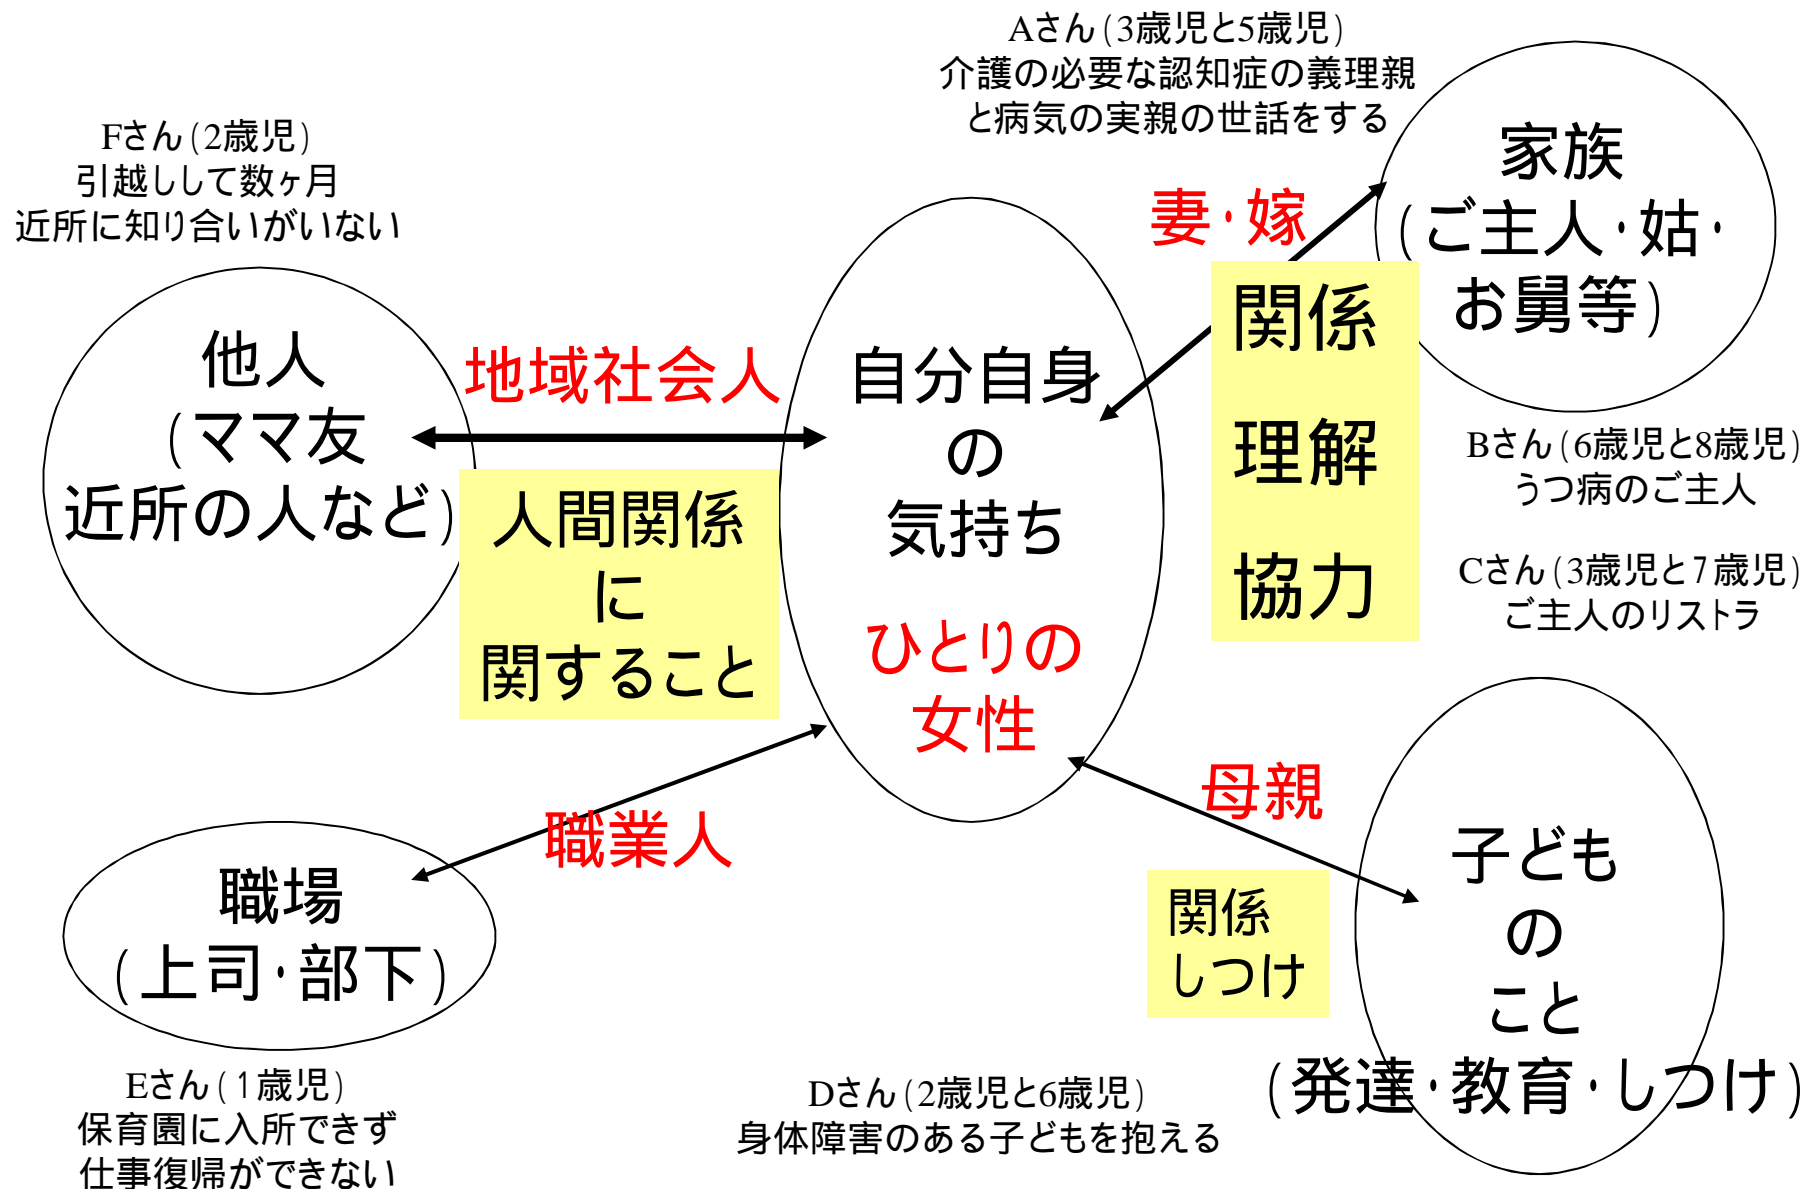 Aさん(3歳児と5歳児)
介護の必要な認知症の義理親
と病気の実親の世話をする
Fさん(2歳児)
引越しして数ヶ月
近所に知り合いがいない
家族
(ご主人・姑・
お舅等)
妻・嫁
関係
理解
協力
他人
(ママ友
近所の人など)
地域社会人
人間関係
に
関すること
自分自身
の
気持ち
ひとりの
女性
Bさん(6歳児と8歳児)
うつ病のご主人
Cさん(3歳児と7歳児)
ご主人のリストラ
職業人
母親
職場
(上司・部下)
関係
しつけ
子ども
の
こと
(発達・教育・しつけ)
Eさん(1歳児)
保育園に入所できず
仕事復帰ができない
Dさん(2歳児と6歳児)
身体障害のある子どもを抱える